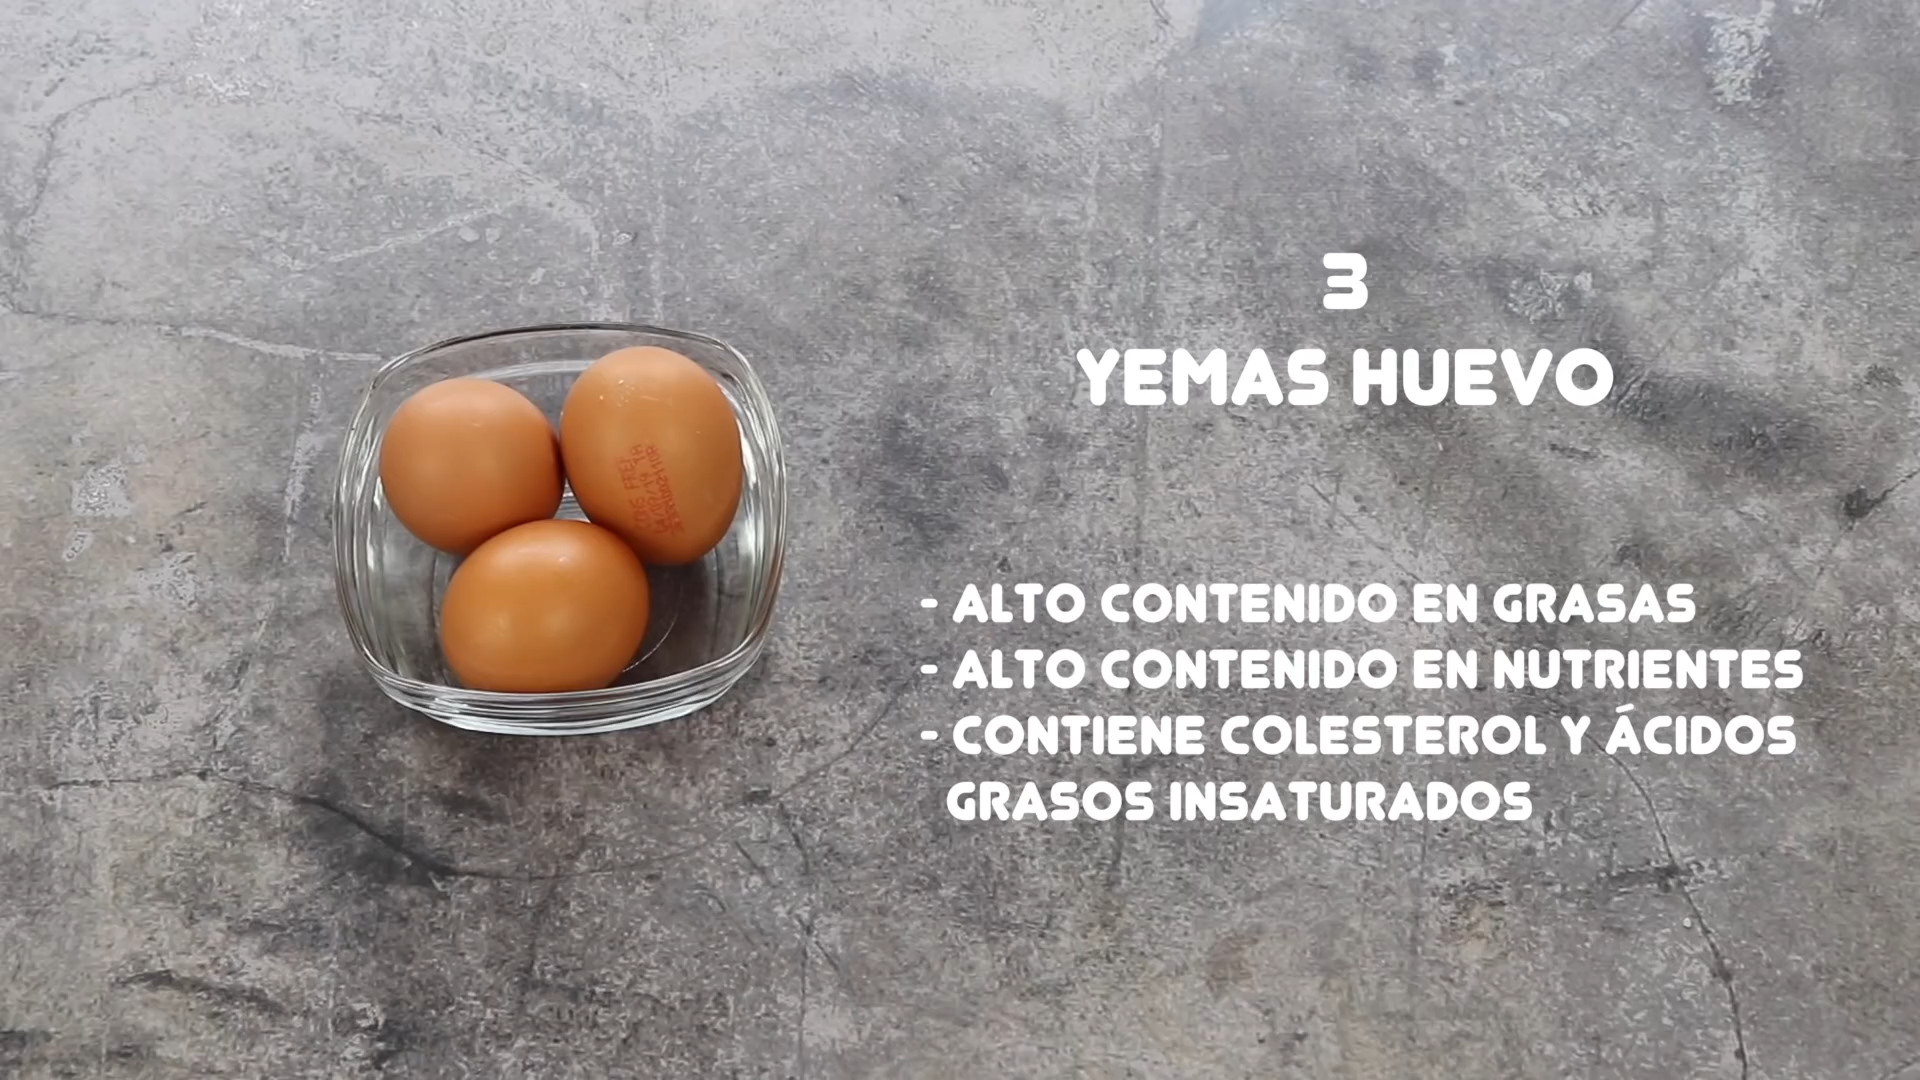 3
YEMAS HUEVO
- ALTO CONTENIDO EN GRASAS
- ALTO CONTENIDO EN NUTRIENTES
- CONTIENE COLESTEROL Y ÁCIDOS
GRASOS INSATURADOS